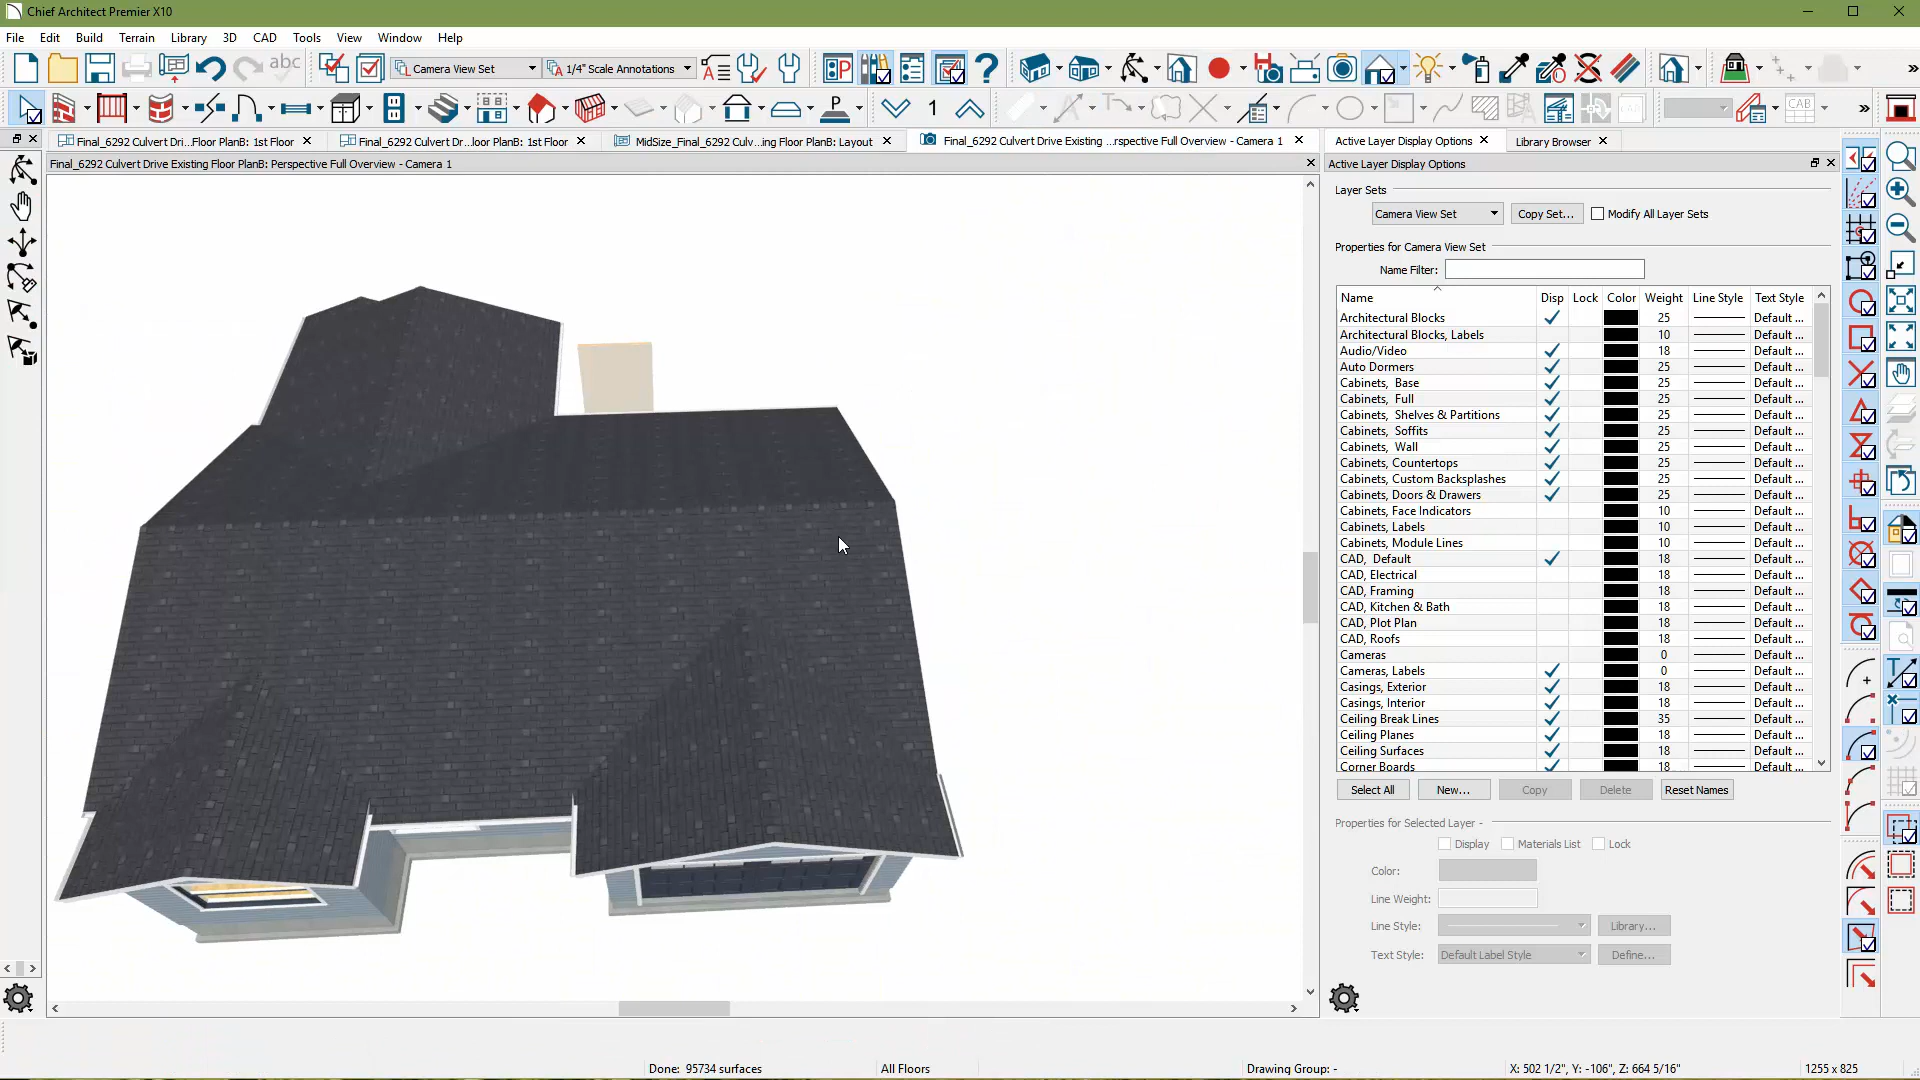 Chief Architect Premier X10
File Edit Build Terrain Library 3D CAD Tools View Window Help
abc Camera View Set 1/4" Scale Annotations
P 1 CAB
Final_6292 Culvert Dri...Floor PlanB: 1st Floor
Final_6292 Culvert Dr...loor PlanB: 1st Floor
MidSize_Final_6292 Culv...ing Floor PlanB: Layout
Final_6292 Culvert Drive Existing ...rspective Full Overview - Camera 1
Active Layer Display Options
Library Browser
Final_6292 Culvert Drive Existing Floor PlanB: Perspective Full Overview - Camera 1
Active Layer Display Options
Layer Sets
Camera View Set Copy Set... Modify All Layer Sets
Properties for Camera View Set
Name Filter:
Name Disp Lock Color Weight Line Style Text Style
Architectural Blocks 25 Default ...
Architectural Blocks, Labels 10 Default ...
Audio/Video 18 Default ...
Auto Dormers 25 Default ...
Cabinets, Base 25 Default ...
Cabinets, Full 25 Default ...
Cabinets, Shelves & Partitions 25 Default ...
Cabinets, Soffits 25 Default ...
Cabinets, Wall 25 Default ...
Cabinets, Countertops 25 Default ...
Cabinets, Custom Backsplashes 25 Default ...
Cabinets, Doors & Drawers 25 Default ...
Cabinets, Face Indicators 10 Default ...
Cabinets, Labels 10 Default ...
Cabinets, Module Lines 10 Default ...
CAD, Default 18 Default ...
CAD, Electrical 18 Default ...
CAD, Framing 18 Default ...
CAD, Kitchen & Bath 18 Default ...
CAD, Plot Plan 18 Default ...
CAD, Roofs 18 Default ...
Cameras 0 Default ...
Cameras, Labels 0 Default ...
Casings, Exterior 18 Default ...
Casings, Interior 18 Default ...
Ceiling Break Lines 35 Default ...
Ceiling Planes 18 Default ...
Ceiling Surfaces 18 Default ...
Corner Boards 18 Default ...
Select All New... Copy Delete Reset Names
Properties for Selected Layer -
Display Materials List Lock
Color:
Line Weight:
Line Style: Library...
Text Style: Default Label Style Define...
Done: 95734 surfaces All Floors Drawing Group: - X: 502 1/2", Y: -106", Z: 664 5/16" 1255 x 825